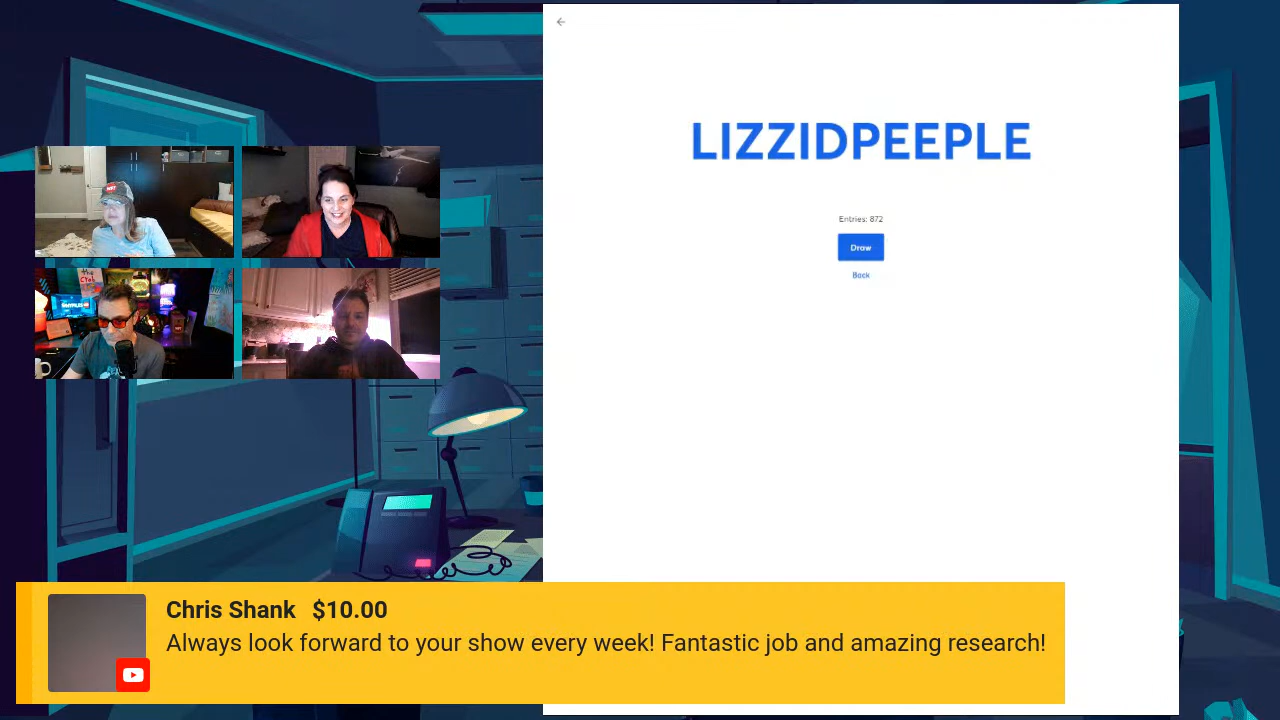 LIZZIDPEEPLE
Entries: 872
Draw
Back
the
Chris Shank $10.00
Always look forward to your show every week! Fantastic job and amazing research!